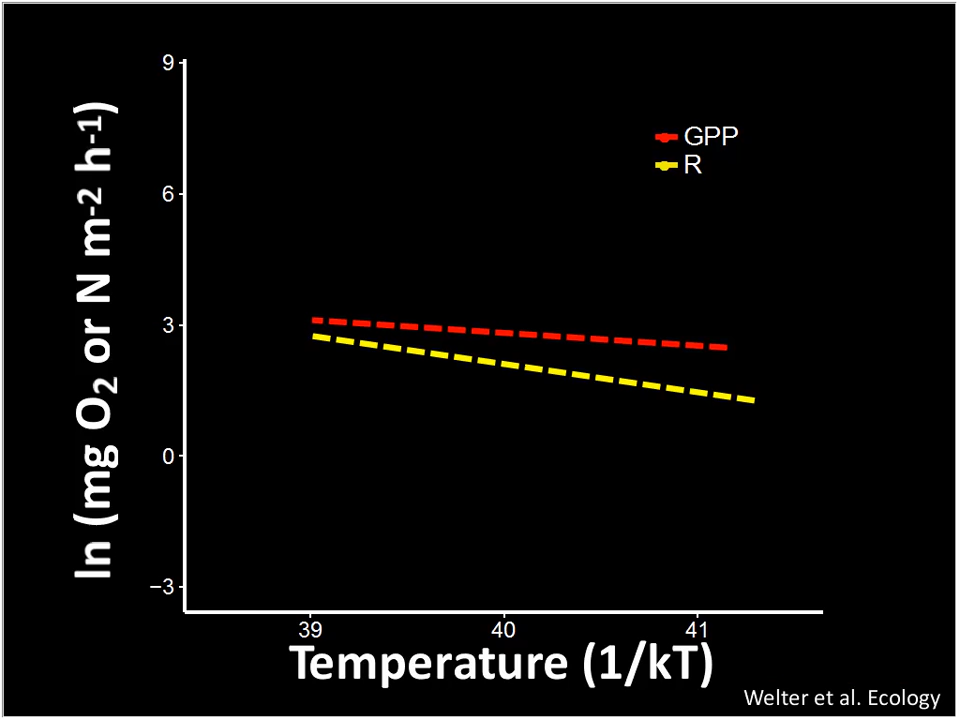 ln (mg O2 or N m-2 h-1)
9
6
3
0
−3
GPP
R
39 40 41
Temperature (1/kT)
Welter et al. Ecology